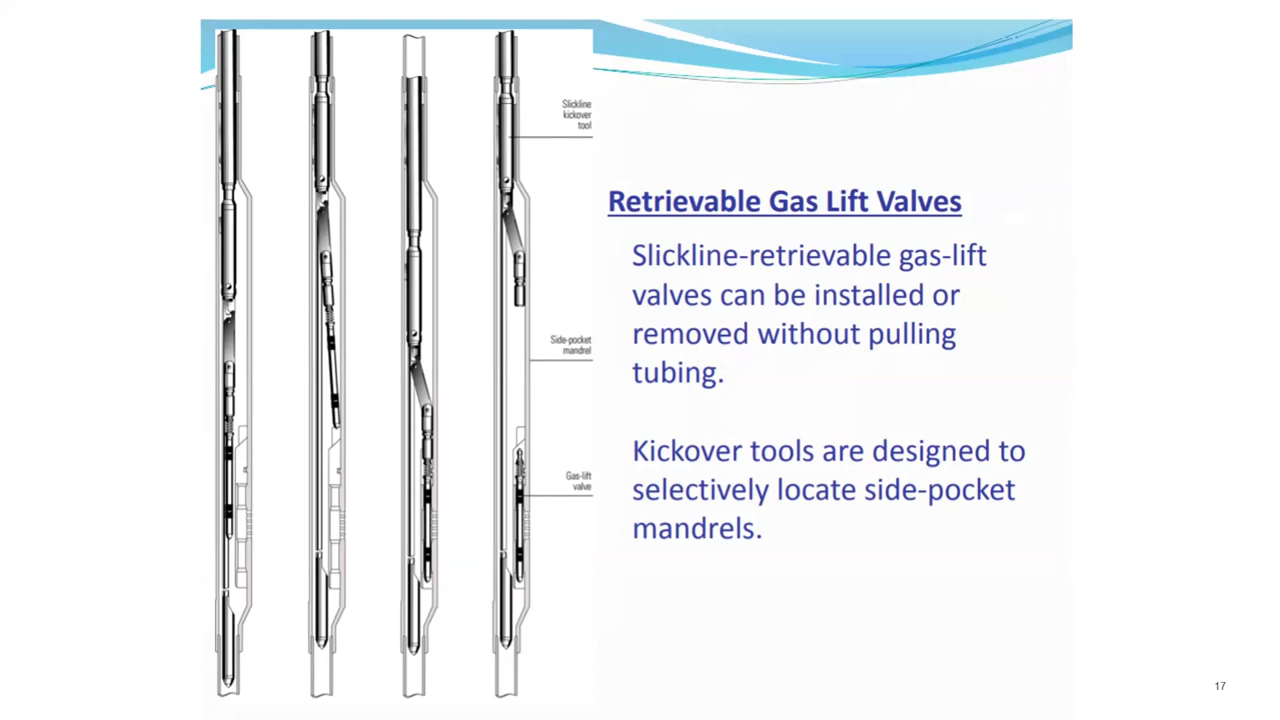 Slickline
kickover
tool
Side-pocket
mandrel
Gas-lift
valve
Retrievable Gas Lift Valves
Slickline-retrievable gas-lift
valves can be installed or
removed without pulling
tubing.
Kickover tools are designed to
selectively locate side-pocket
mandrels.
17